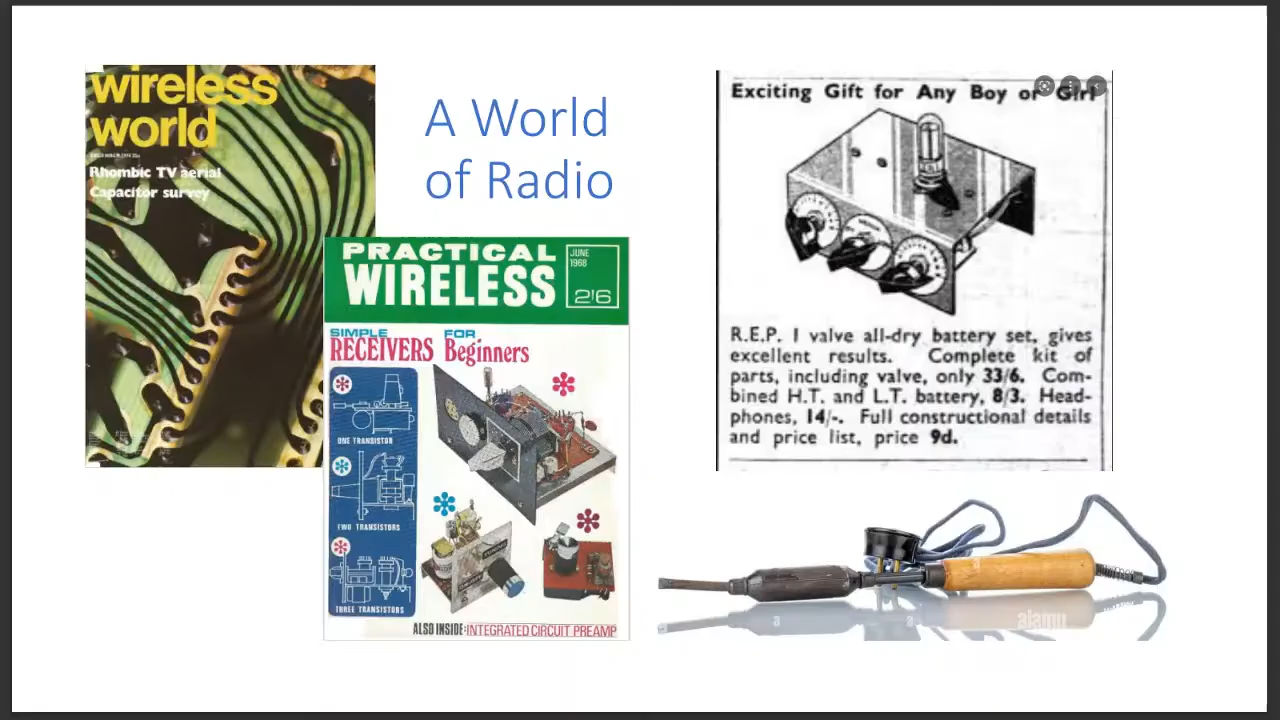 wireless
world
Rhombic TV aerial
Capacitor survey
A World
of Radio
PRACTICAL
WIRELESS
JUNE
1968
2'6
SIMPLE FOR
RECEIVERS Beginners
ONE TRANSISTOR
TWO TRANSISTORS
THREE TRANSISTORS
ALSO INSIDE: INTEGRATED CIRCUIT PREAMP
Exciting Gift for Any Boy or Girl
R.E.P. 1 valve all-dry battery set, gives
excellent results. Complete kit of
parts, including valve, only 33/6. Com-
bined H.T. and L.T. battery, 8/3. Head-
phones, 14/-. Full constructional details
and price list, price 9d.
alamy